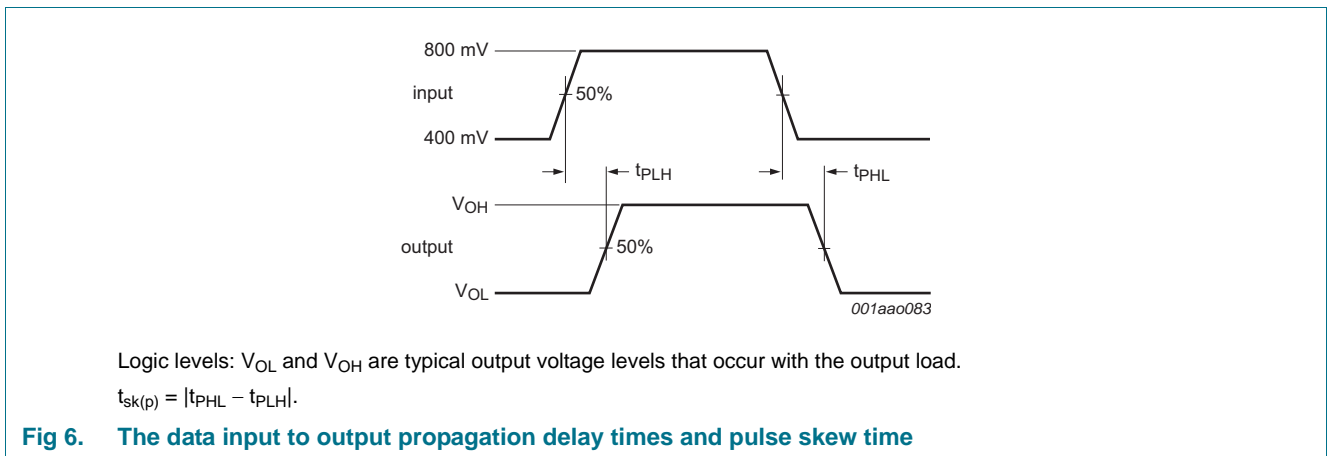 800 mV
input
50%
400 mV
tPLH
tPHL
VOH
output
50%
VOL
001aao083
Logic levels: VOL and VOH are typical output voltage levels that occur with the output load.
tsk(p) = |tPHL − tPLH|.
Fig 6. The data input to output propagation delay times and pulse skew time